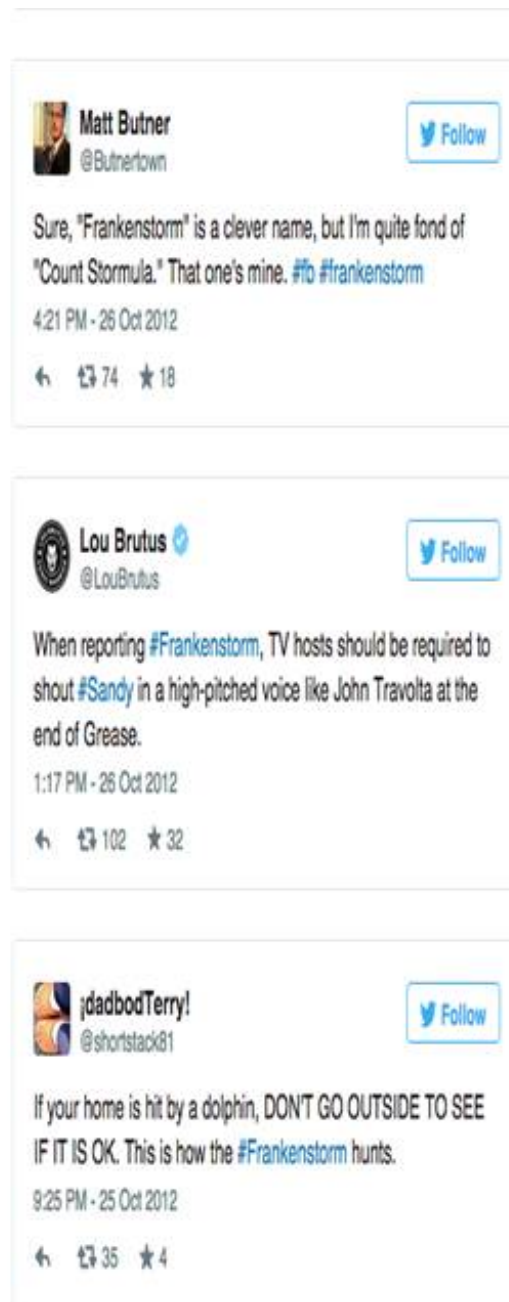 Matt Butner
@Butnertown
Follow
Sure, "Frankenstorm" is a clever name, but I'm quite fond of
"Count Stormula." That one's mine. #fb #frankenstorm
4:21 PM - 26 Oct 2012
74 18
Lou Brutus
@LouBrutus
Follow
When reporting #Frankenstorm, TV hosts should be required to
shout #Sandy in a high-pitched voice like John Travolta at the
end of Grease.
1:17 PM - 26 Oct 2012
102 32
¡dadbodTerry!
@shortstack81
Follow
If your home is hit by a dolphin, DON'T GO OUTSIDE TO SEE
IF IT IS OK. This is how the #Frankenstorm hunts.
9:25 PM - 25 Oct 2012
35 4